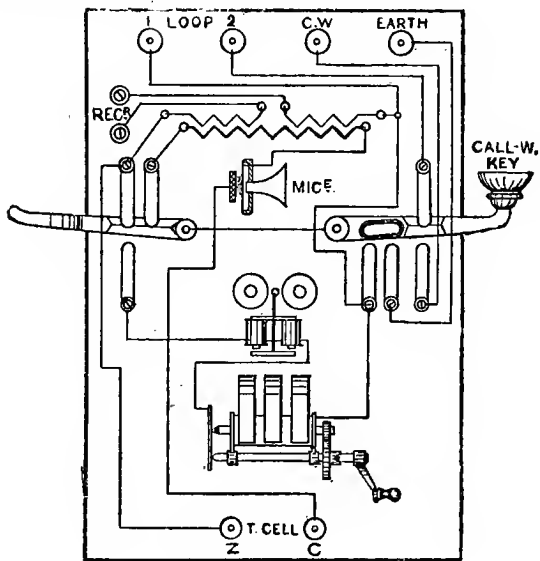 1 LOOP 2 C.W EARTH
RECR.
CALL-W.
KEY
MICE.
T. CELL
Z C